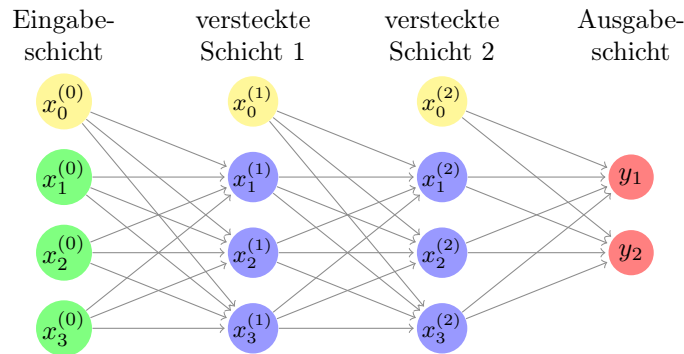 Eingabe- versteckte versteckte Ausgabe-
schicht Schicht 1 Schicht 2 schicht
x_0^{(0)} x_0^{(1)} x_0^{(2)}
x_1^{(0)} x_1^{(1)} x_1^{(2)} y_1
x_2^{(0)} x_2^{(1)} x_2^{(2)} y_2
x_3^{(0)} x_3^{(1)} x_3^{(2)}